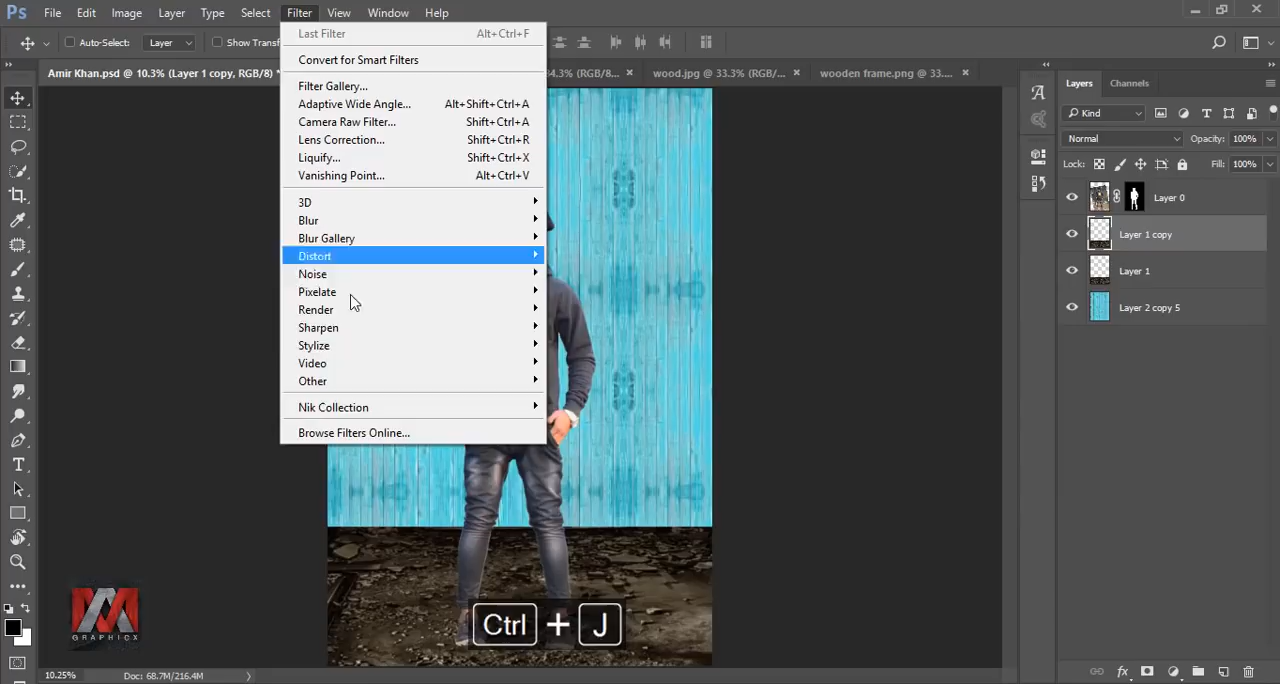 Ps File Edit Image Layer Type Select Filter View Window Help
Auto-Select: Layer Show Transf
Amir Khan.psd @ 10.3% (Layer 1 copy, RGB/8) * 34.3% (RGB/8... wood.jpg @ 33.3% (RGB/... wooden frame.png @ 33....
Last Filter Alt+Ctrl+F
Convert for Smart Filters
Filter Gallery...
Adaptive Wide Angle... Alt+Shift+Ctrl+A
Camera Raw Filter... Shift+Ctrl+A
Lens Correction... Shift+Ctrl+R
Liquify... Shift+Ctrl+X
Vanishing Point... Alt+Ctrl+V
3D
Blur
Blur Gallery
Distort
Noise
Pixelate
Render
Sharpen
Stylize
Video
Other
Nik Collection
Browse Filters Online...
Layers Channels
Kind
Normal Opacity: 100%
Lock: Fill: 100%
Layer 0
Layer 1 copy
Layer 1
Layer 2 copy 5
Ctrl + J
GRAPHICX
10.25% Doc: 68.7M/216.4M